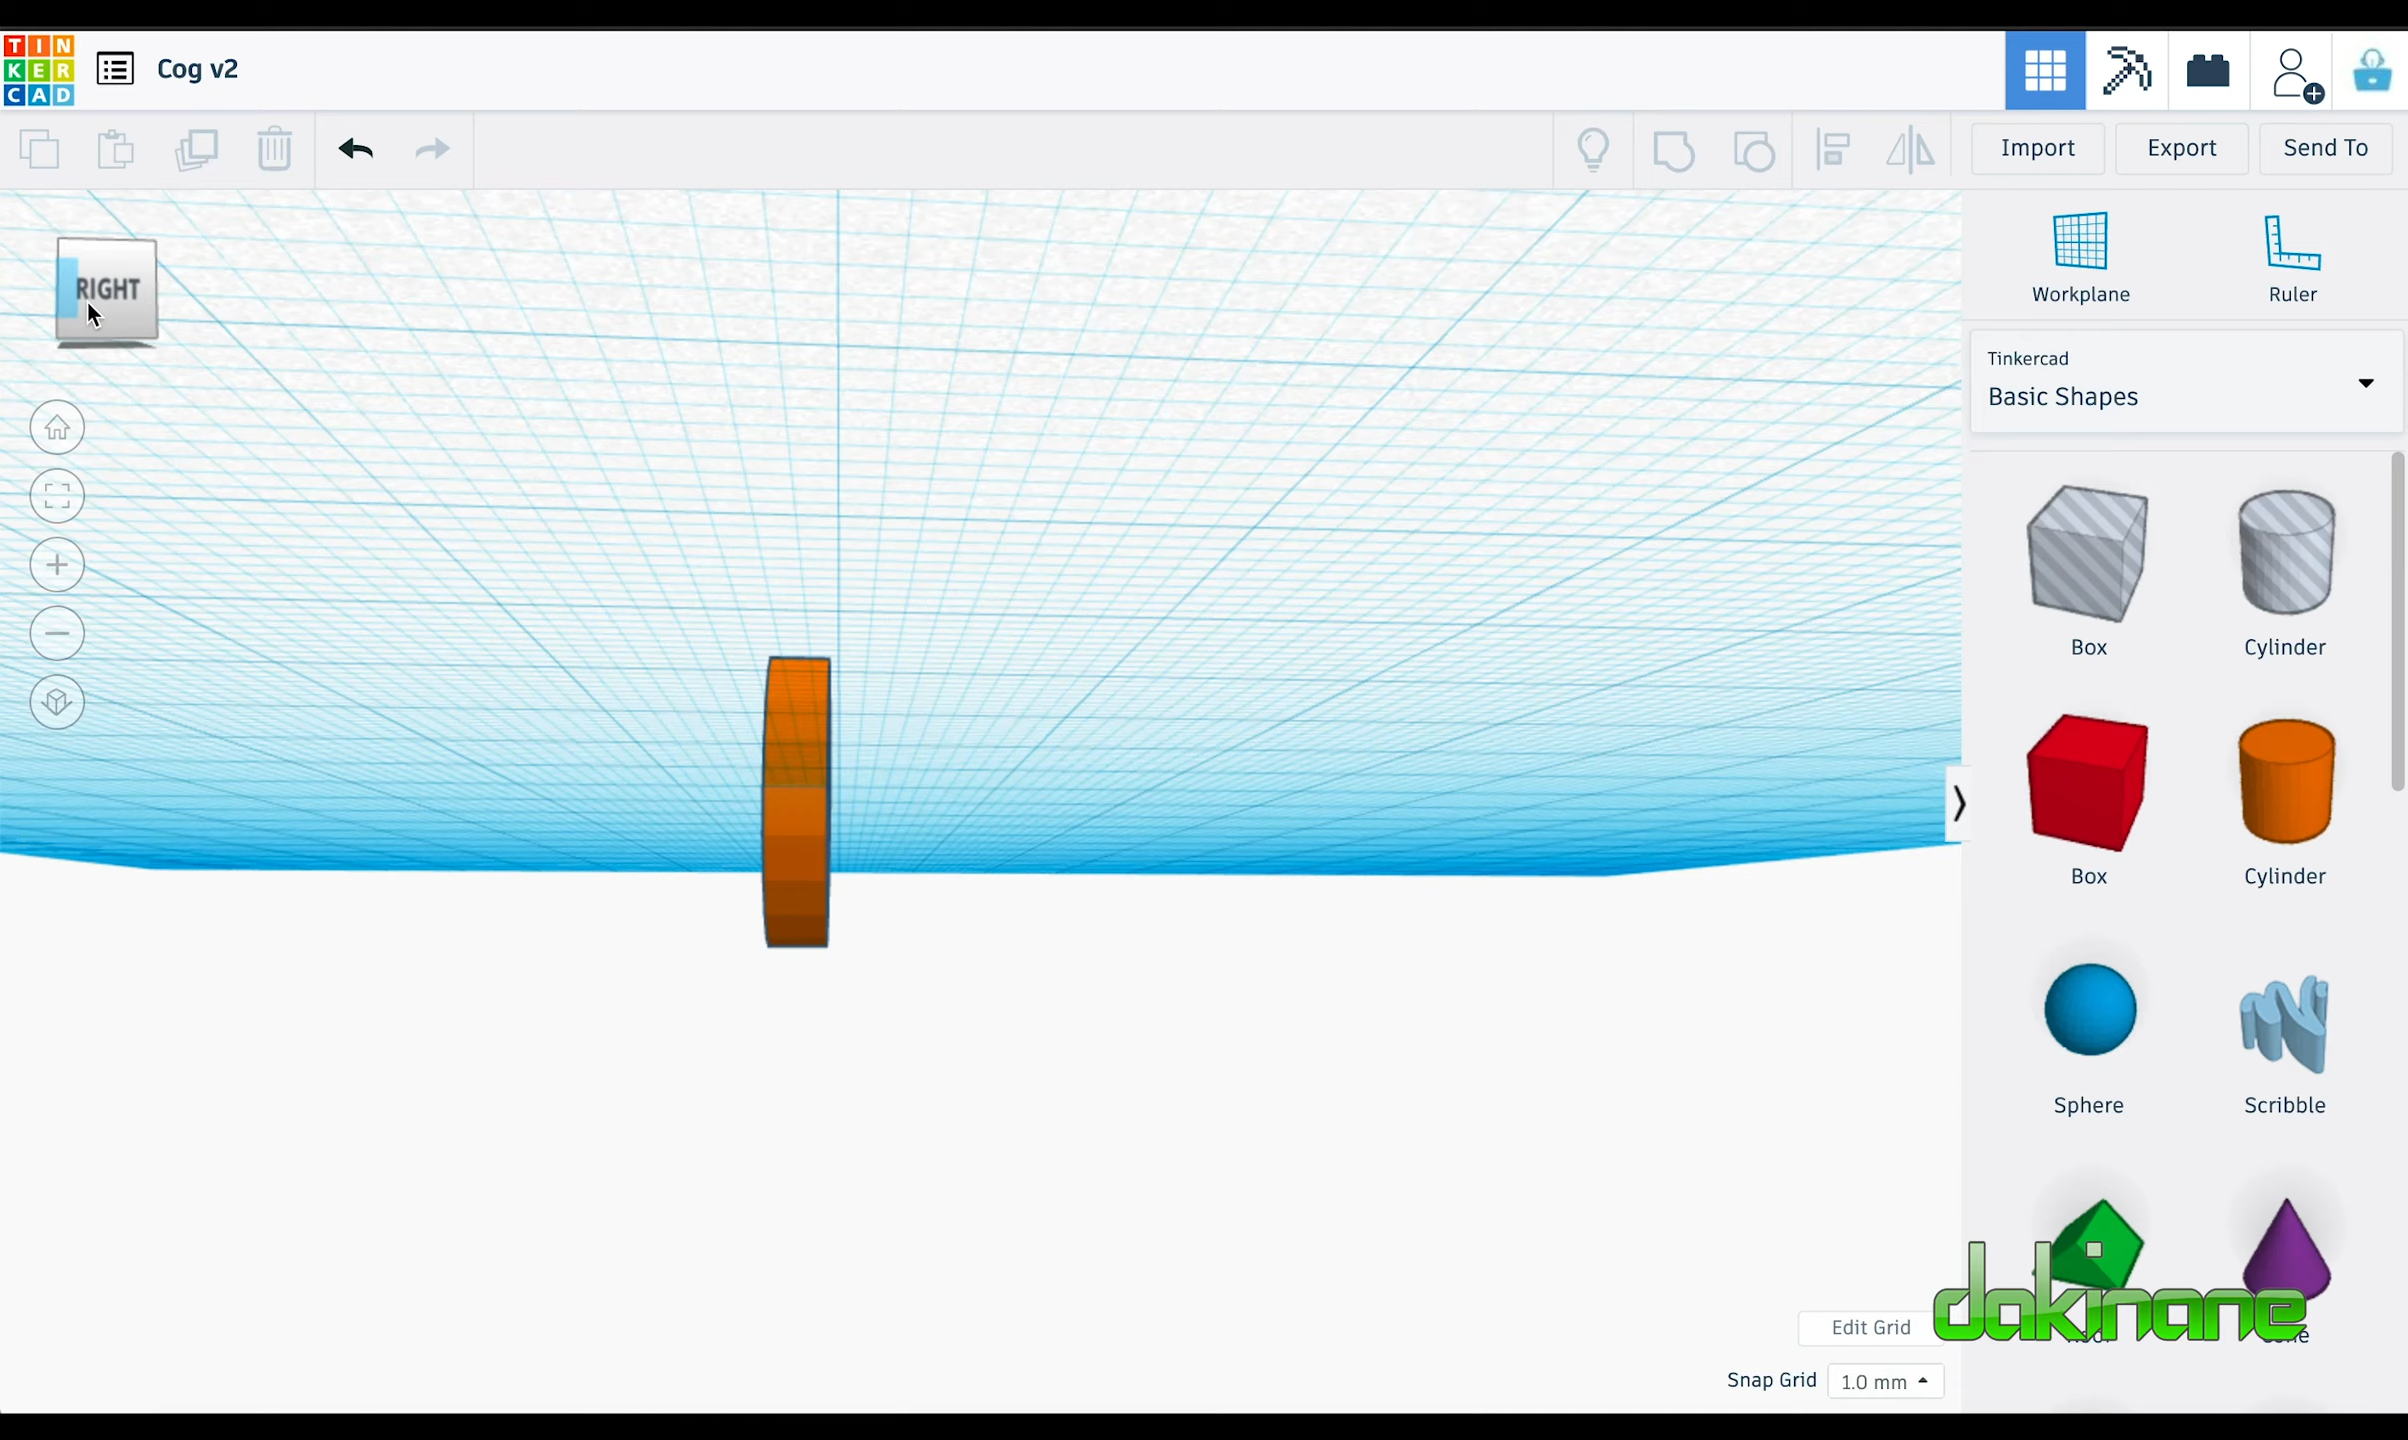 TIN
KER
CAD
Cog v2
Import
Export
Send To
RIGHT
Workplane
Ruler
Tinkercad
Basic Shapes
Box
Cylinder
Box
Cylinder
Sphere
Scribble
dakinane
Edit Grid
Snap Grid
1.0 mm